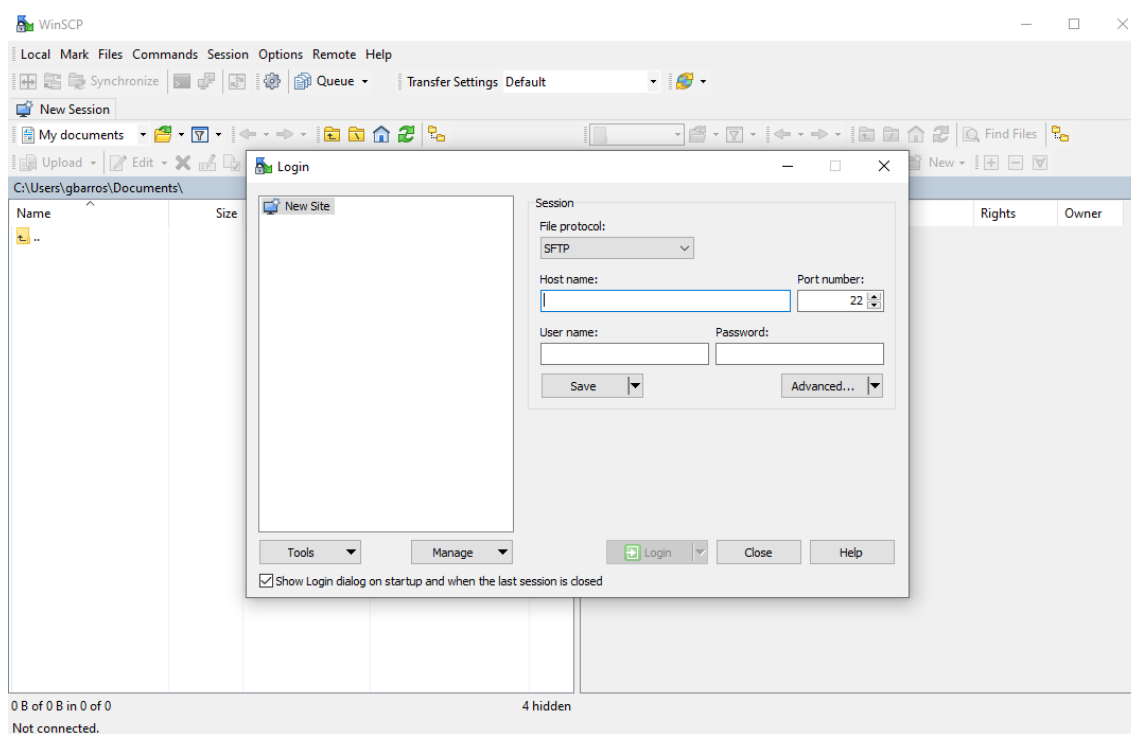 WinSCP
Local Mark Files Commands Session Options Remote Help
Synchronize Queue Transfer Settings Default
New Session
My documents Find Files
Upload Edit New
C:\Users\gbarros\Documents\
Name Size Rights Owner
..
Login
New Site
Session
File protocol:
SFTP
Host name: Port number:
22
User name: Password:
Save Advanced...
Tools Manage Login Close Help
Show Login dialog on startup and when the last session is closed
0 B of 0 B in 0 of 0 4 hidden
Not connected.